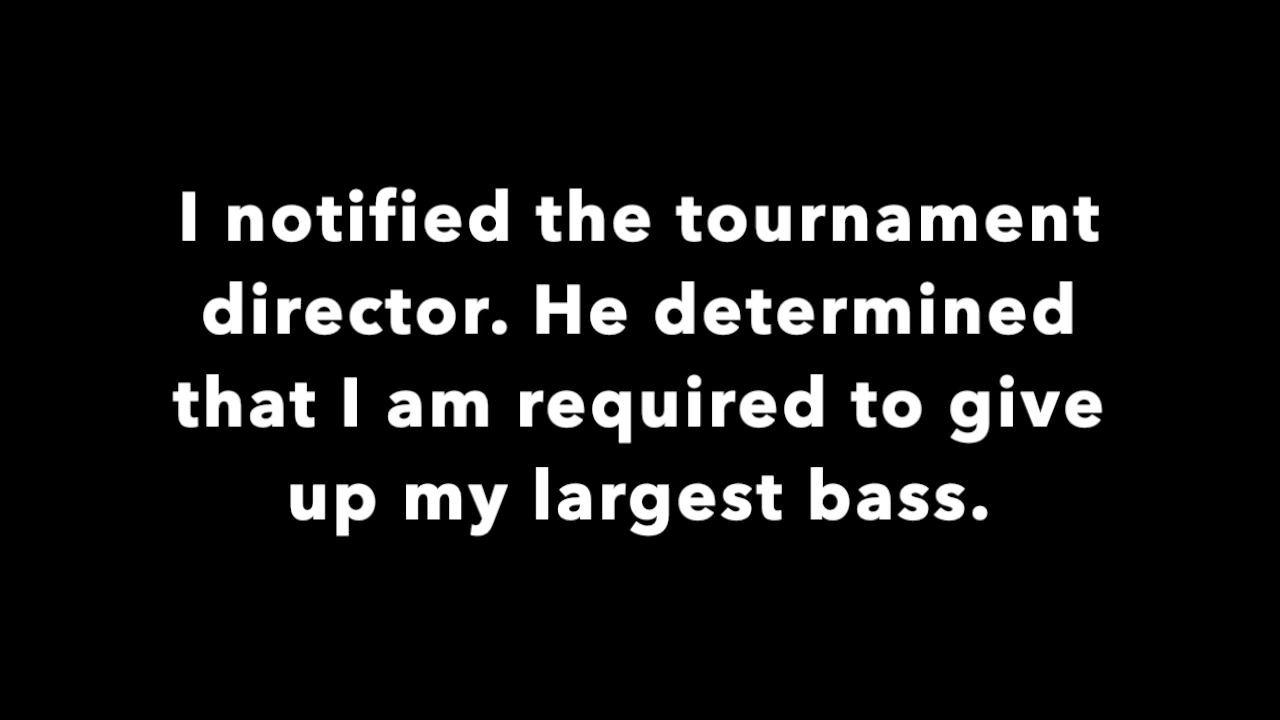 I notified the tournament
director. He determined
that I am required to give
up my largest bass.